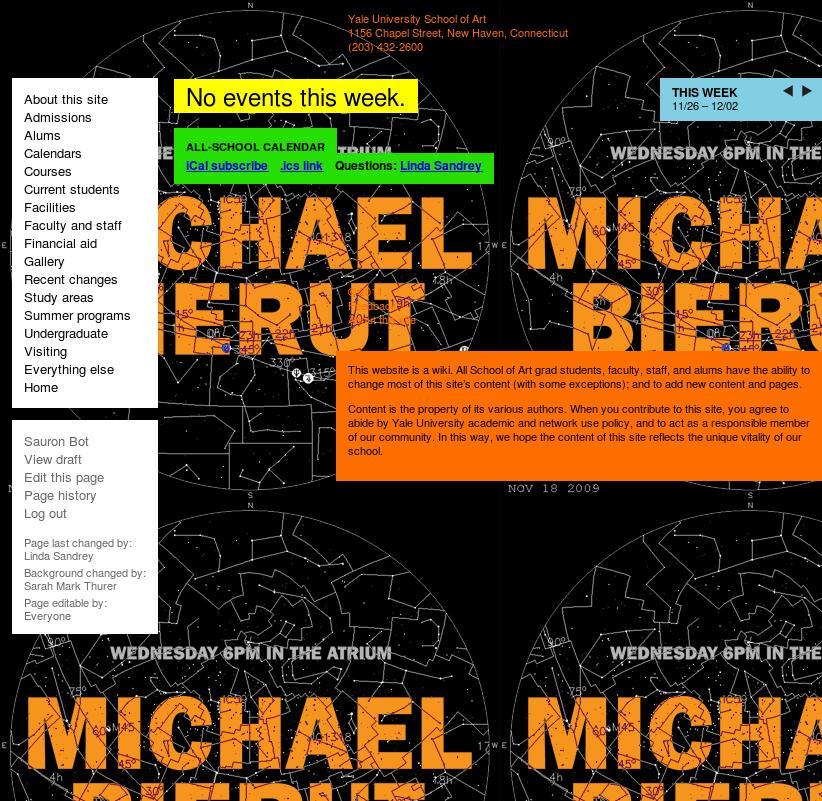 Yale University School of Art
1156 Chapel Street, New Haven, Connecticut
(203) 432-2600
About this site
Admissions
Alums
Calendars
Courses
Current students
Facilities
Faculty and staff
Financial aid
Gallery
Recent changes
Study areas
Summer programs
Undergraduate
Visiting
Everything else
Home
No events this week.
ALL-SCHOOL CALENDAR
iCal subscribe .ics link Questions: Linda Sandrey
THIS WEEK
11/26 – 12/02
This website is a wiki. All School of Art grad students, faculty, staff, and alums have the ability to
change most of this site's content (with some exceptions); and to add new content and pages.
Content is the property of its various authors. When you contribute to this site, you agree to
abide by Yale University academic and network use policy, and to act as a responsible member
of our community. In this way, we hope the content of this site reflects the unique vitality of our
school.
Sauron Bot
View draft
Edit this page
Page history
Log out
Page last changed by:
Linda Sandrey
Background changed by:
Sarah Mark Thurer
Page editable by:
Everyone
WEDNESDAY 6PM IN THE
NOV 18 2009
WEDNESDAY 6PM IN THE ATRIUM
MICHAEL
WEDNESDAY 6PM IN THE